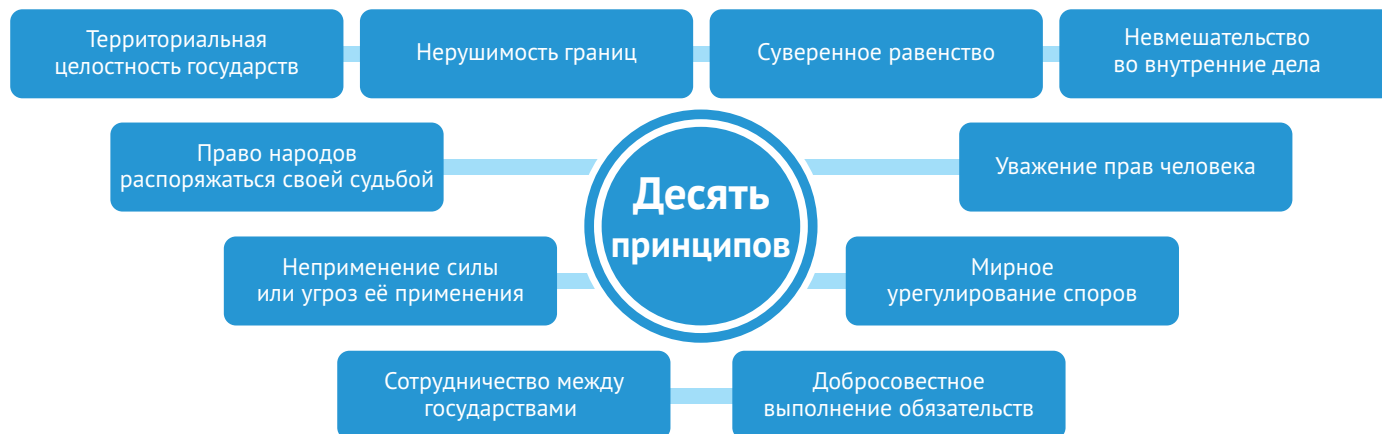 Территориальная
целостность государств
Нерушимость границ
Суверенное равенство
Невмешательство
во внутренние дела
Право народов
распоряжаться своей судьбой
Десять
принципов
Уважение прав человека
Неприменение силы
или угроз её применения
Мирное
урегулирование споров
Сотрудничество между
государствами
Добросовестное
выполнение обязательств